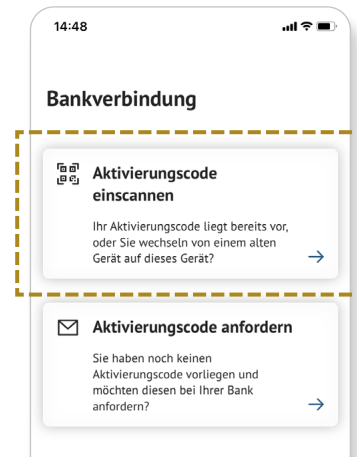 14:48
Bankverbindung
Aktivierungscode
einscannen
Ihr Aktivierungscode liegt bereits vor,
oder Sie wechseln von einem alten
Gerät auf dieses Gerät?
Aktivierungscode anfordern
Sie haben noch keinen
Aktivierungscode vorliegen und
möchten diesen bei Ihrer Bank
anfordern?